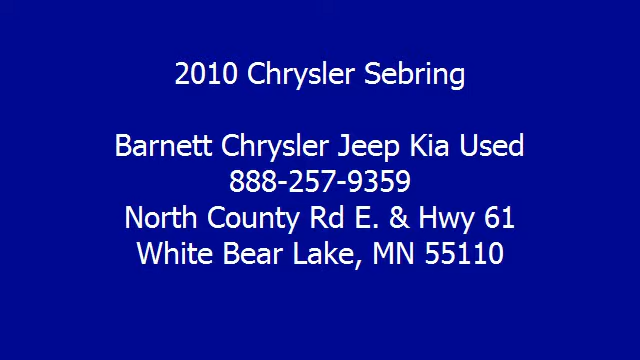 2010 Chrysler Sebring
Barnett Chrysler Jeep Kia Used
888-257-9359
North County Rd E. & Hwy 61
White Bear Lake, MN 55110